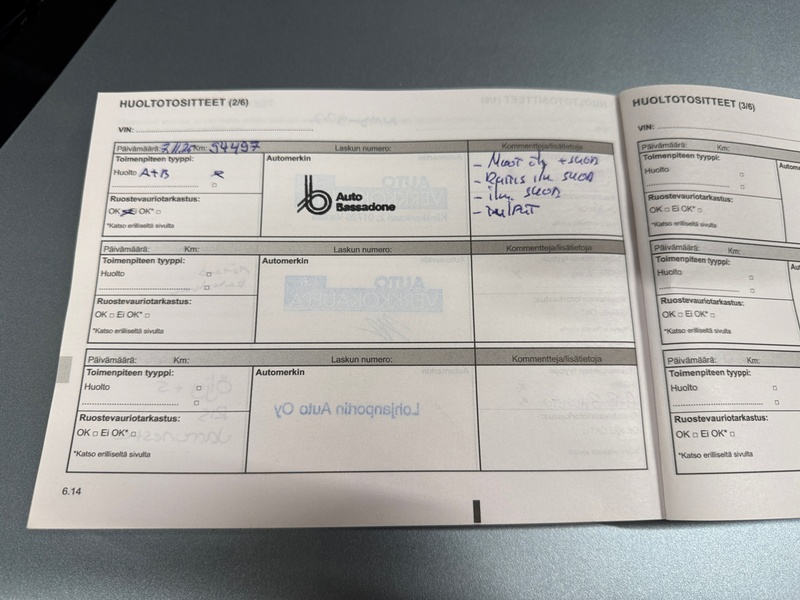 HUOLTOTOSITTEET (2/6)
VIN:
Päivämäärä: Km: 54497 Laskun numero: Kommentteja/lisätietoja
Toimenpiteen tyyppi: Automerkin
Huolto A+B
Auto
Bassadone
Ruostevauriotarkastus:
OK Ei OK*
*Katso erilliseltä sivulta
Päivämäärä: Km: Laskun numero: Kommentteja/lisätietoja
Toimenpiteen tyyppi: Automerkin
Huolto
Ruostevauriotarkastus:
OK Ei OK*
*Katso erilliseltä sivulta
Päivämäärä: Km: Laskun numero: Kommentteja/lisätietoja
Toimenpiteen tyyppi: Automerkin
Huolto
Lohjanportin Auto Oy
Ruostevauriotarkastus:
OK Ei OK*
*Katso erilliseltä sivulta
6.14
HUOLTOTOSITTEET (3/6)
VIN:
Päivämäärä: Km:
Toimenpiteen tyyppi:
Huolto
Ruostevauriotarkastus:
OK Ei OK*
*Katso erilliseltä sivulta
Päivämäärä: Km:
Toimenpiteen tyyppi:
Huolto
Ruostevauriotarkastus:
OK Ei OK*
*Katso erilliseltä sivulta
Päivämäärä: Km:
Toimenpiteen tyyppi:
Huolto
Ruostevauriotarkastus:
OK Ei OK*
*Katso erilliseltä sivulta